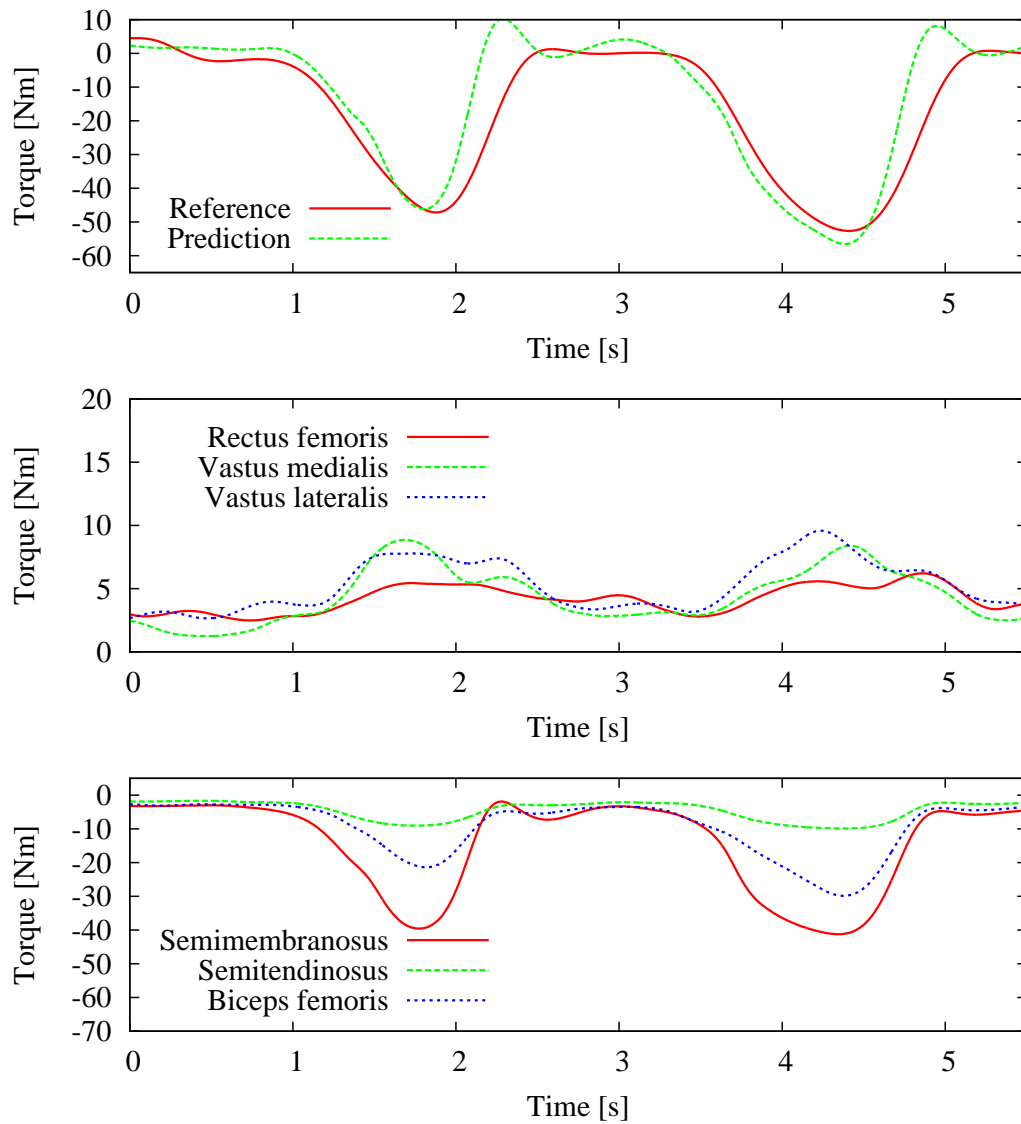 10
0
-10
-20
-30
-40
-50
-60
Torque [Nm]
Reference
Prediction
0 1 2 3 4 5
Time [s]
20
15
10
5
0
Torque [Nm]
Rectus femoris
Vastus medialis
Vastus lateralis
0 1 2 3 4 5
Time [s]
0
-10
-20
-30
-40
-50
-60
-70
Torque [Nm]
Semimembranosus
Semitendinosus
Biceps femoris
0 1 2 3 4 5
Time [s]